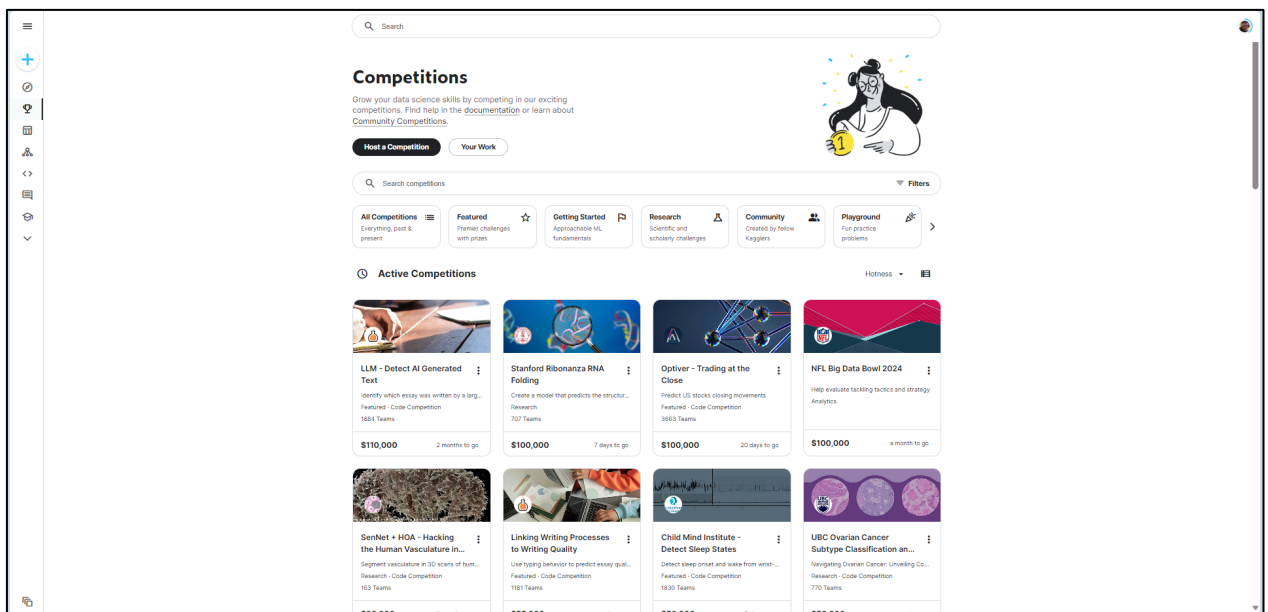 Search
Competitions
Grow your data science skills by competing in our exciting
competitions. Find help in the documentation or learn about
Community Competitions.
Host a Competition
Your Work
Search competitions
Filters
All Competitions
Everything, past &
present
Featured
Premier challenges
with prizes
Getting Started
Approachable ML
fundamentals
Research
Scientific and
scholarly challenges
Community
Created by fellow
Kagglers
Playground
Fun practice
problems
Active Competitions
Hotness
LLM - Detect AI Generated
Text
Identify which essay was written by a larg...
Featured · Code Competition
1884 Teams
$110,000
2 months to go
Stanford Ribonanza RNA
Folding
Create a model that predicts the structur...
Research
707 Teams
$100,000
7 days to go
Optiver - Trading at the
Close
Predict US stocks closing movements
Featured · Code Competition
3663 Teams
$100,000
20 days to go
NFL
NFL Big Data Bowl 2024
Help evaluate tackling tactics and strategy
Analytics
$100,000
a month to go
SenNet + HOA - Hacking
the Human Vasculature in...
Segment vasculature in 3D scans of hum...
Research · Code Competition
163 Teams
Linking Writing Processes
to Writing Quality
Use typing behavior to predict essay qual...
Featured · Code Competition
1181 Teams
Child Mind Institute -
Detect Sleep States
Detect sleep onset and wake from wrist-...
Featured · Code Competition
1830 Teams
UBC
UBC Ovarian Cancer
Subtype Classification an...
Navigating Ovarian Cancer: Unveiling Co...
Research · Code Competition
770 Teams